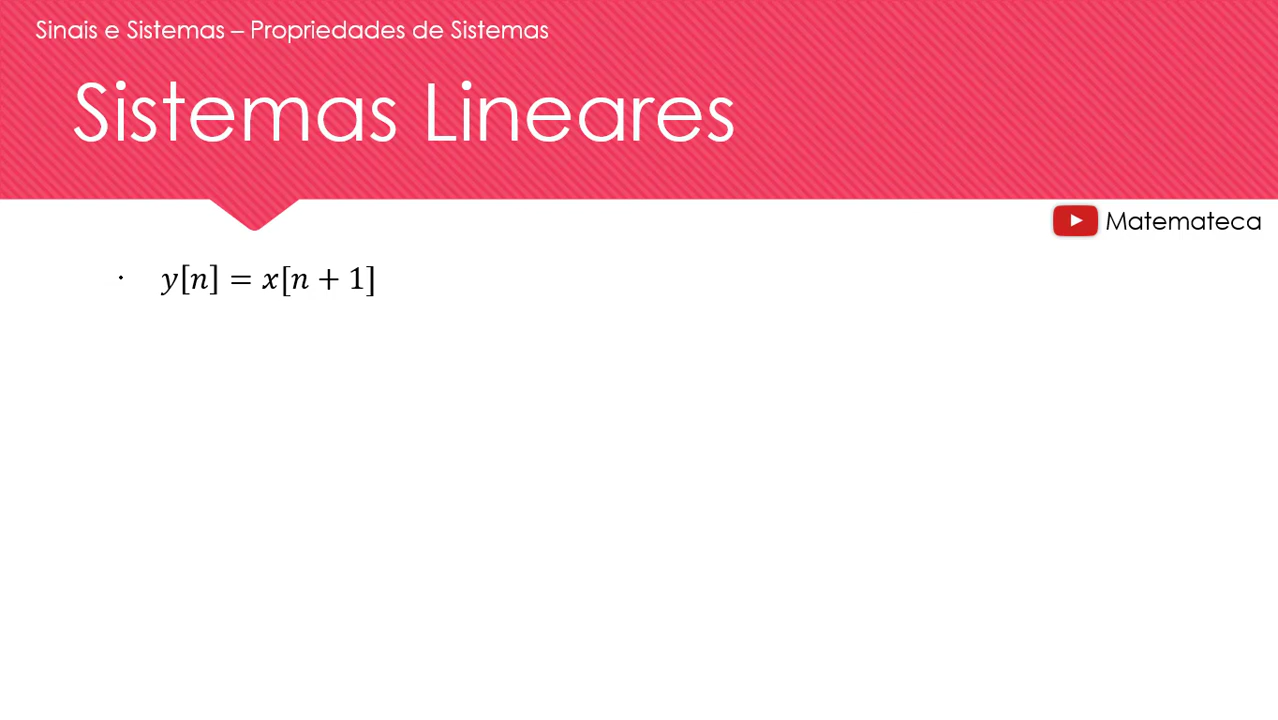 Sinais e Sistemas – Propriedades de Sistemas
Sistemas Lineares
Matemateca
· y[n] = x[n + 1]